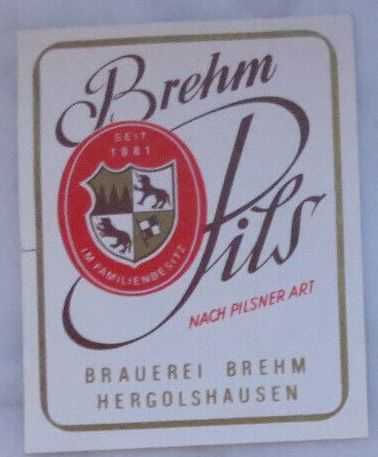 Brehm
SEIT
1881
IM FAMILIENBESITZ
Pils
NACH PILSNER ART
BRAUEREI BREHM
HERGOLSHAUSEN